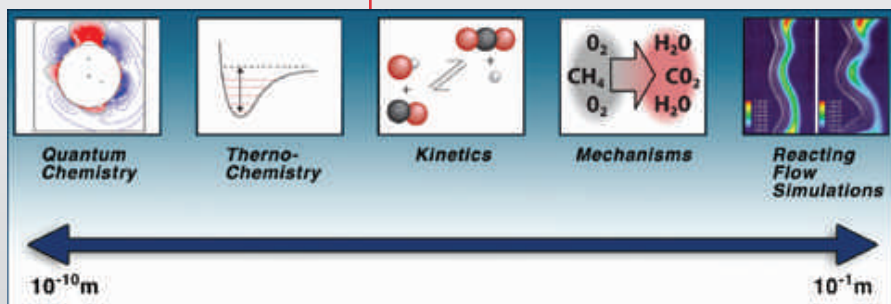 O₂ H₂O
CH₄ CO₂
O₂ H₂O
+
+
Quantum
Chemistry
Therno-
Chemistry
Kinetics
Mechanisms
Reacting
Flow
Simulations
10⁻¹⁰m
10⁻¹m